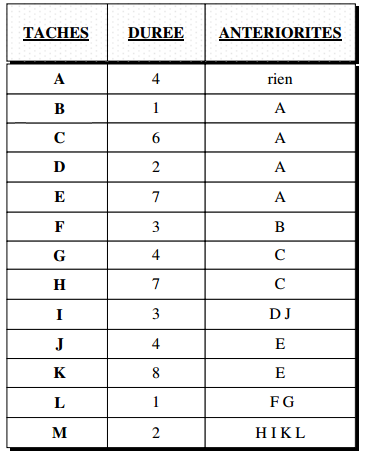 TACHES DUREE ANTERIORITES
A 4 rien
B 1 A
C 6 A
D 2 A
E 7 A
F 3 B
G 4 C
H 7 C
I 3 D J
J 4 E
K 8 E
L 1 F G
M 2 H I K L